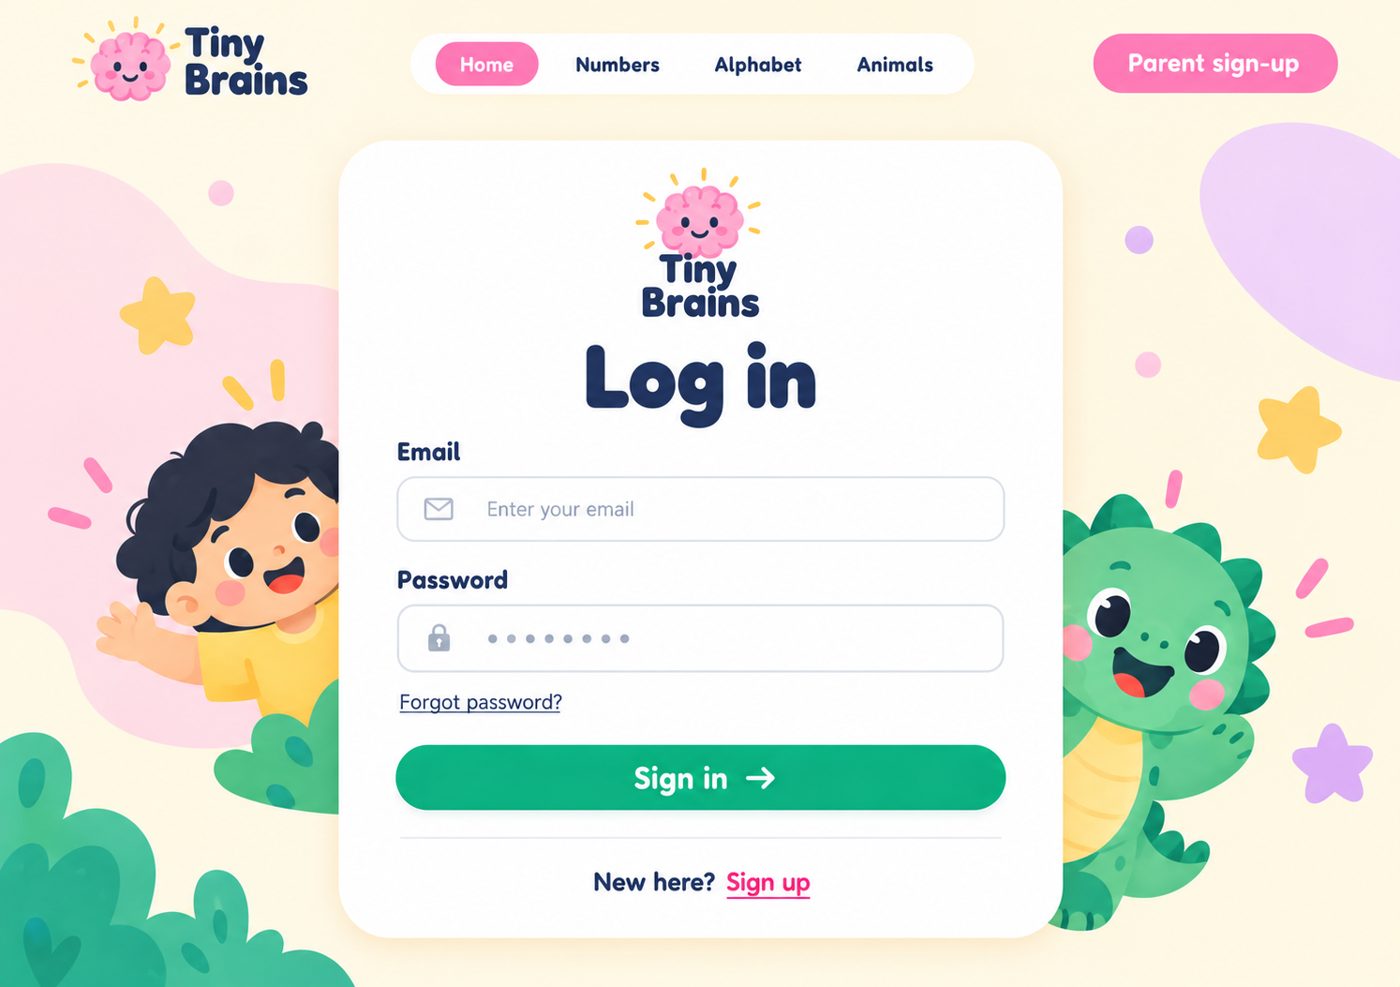 Tiny
Brains
Home
Numbers
Alphabet
Animals
Parent sign-up
Tiny
Brains
Log in
Email
Enter your email
Password
Forgot password?
Sign in →
New here? Sign up